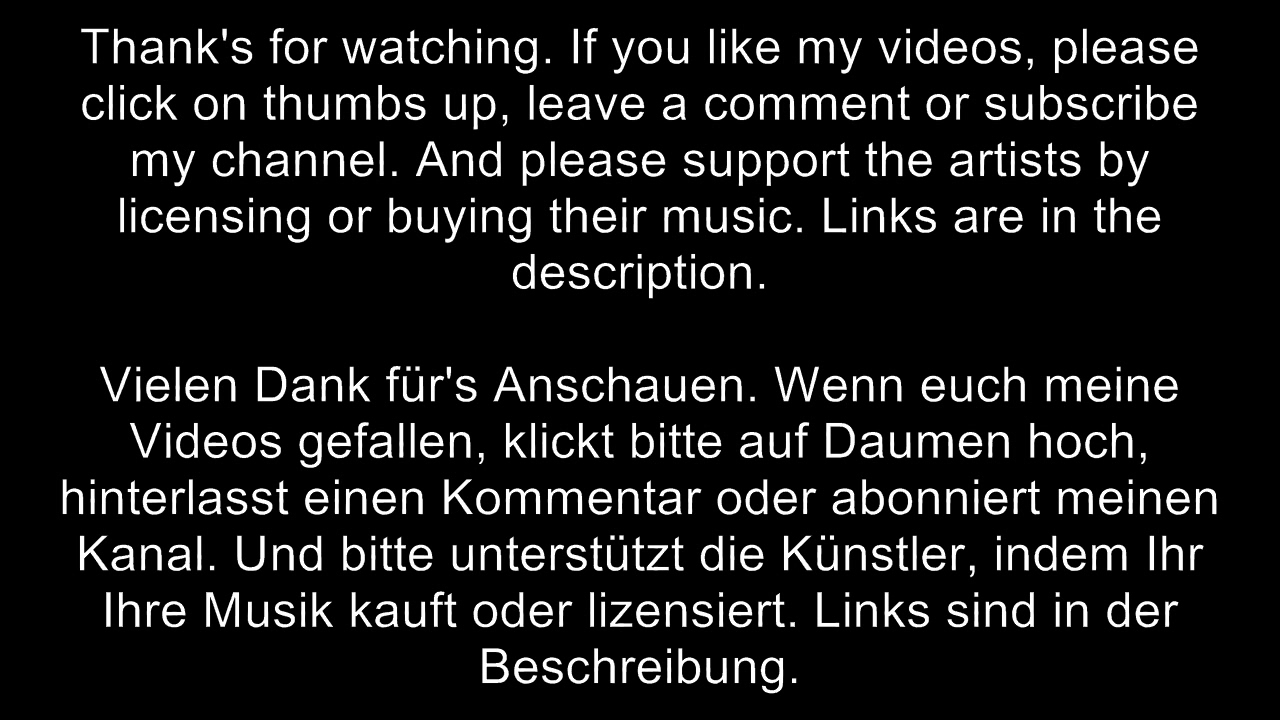 Thank's for watching. If you like my videos, please
click on thumbs up, leave a comment or subscribe
my channel. And please support the artists by
licensing or buying their music. Links are in the
description.
Vielen Dank für's Anschauen. Wenn euch meine
Videos gefallen, klickt bitte auf Daumen hoch,
hinterlasst einen Kommentar oder abonniert meinen
Kanal. Und bitte unterstützt die Künstler, indem Ihr
Ihre Musik kauft oder lizensiert. Links sind in der
Beschreibung.